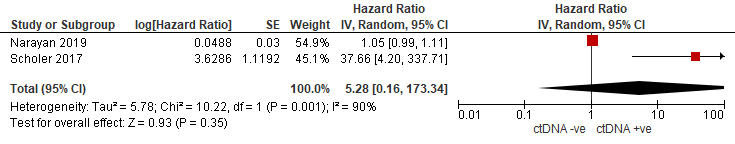 Hazard Ratio Hazard Ratio
Study or Subgroup log[Hazard Ratio] SE Weight IV, Random, 95% CI IV, Random, 95% CI
Narayan 2019 0.0488 0.03 54.9% 1.05 [0.99, 1.11]
Scholer 2017 3.6286 1.1192 45.1% 37.66 [4.20, 337.71]
Total (95% CI) 100.0% 5.28 [0.16, 173.34]
Heterogeneity: Tau² = 5.78; Chi² = 10.22, df = 1 (P = 0.001); I² = 90%
Test for overall effect: Z = 0.93 (P = 0.35)
0.01 0.1 1 10 100
ctDNA -ve ctDNA +ve